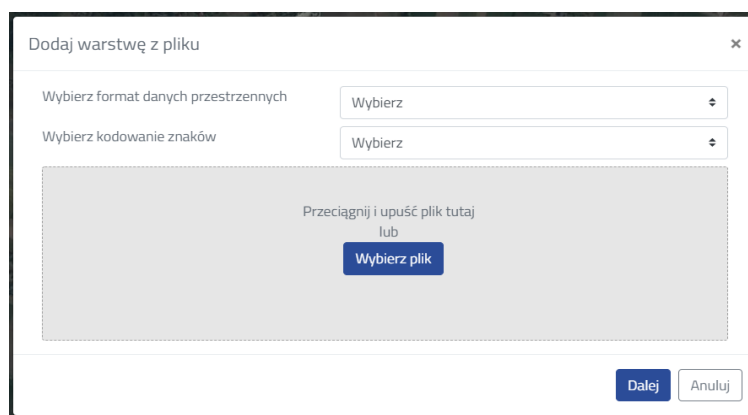 Dodaj warstwę z pliku ×
Wybierz format danych przestrzennych Wybierz
Wybierz kodowanie znaków Wybierz
Przeciągnij i upuść plik tutaj
lub
Wybierz plik
Dalej Anuluj